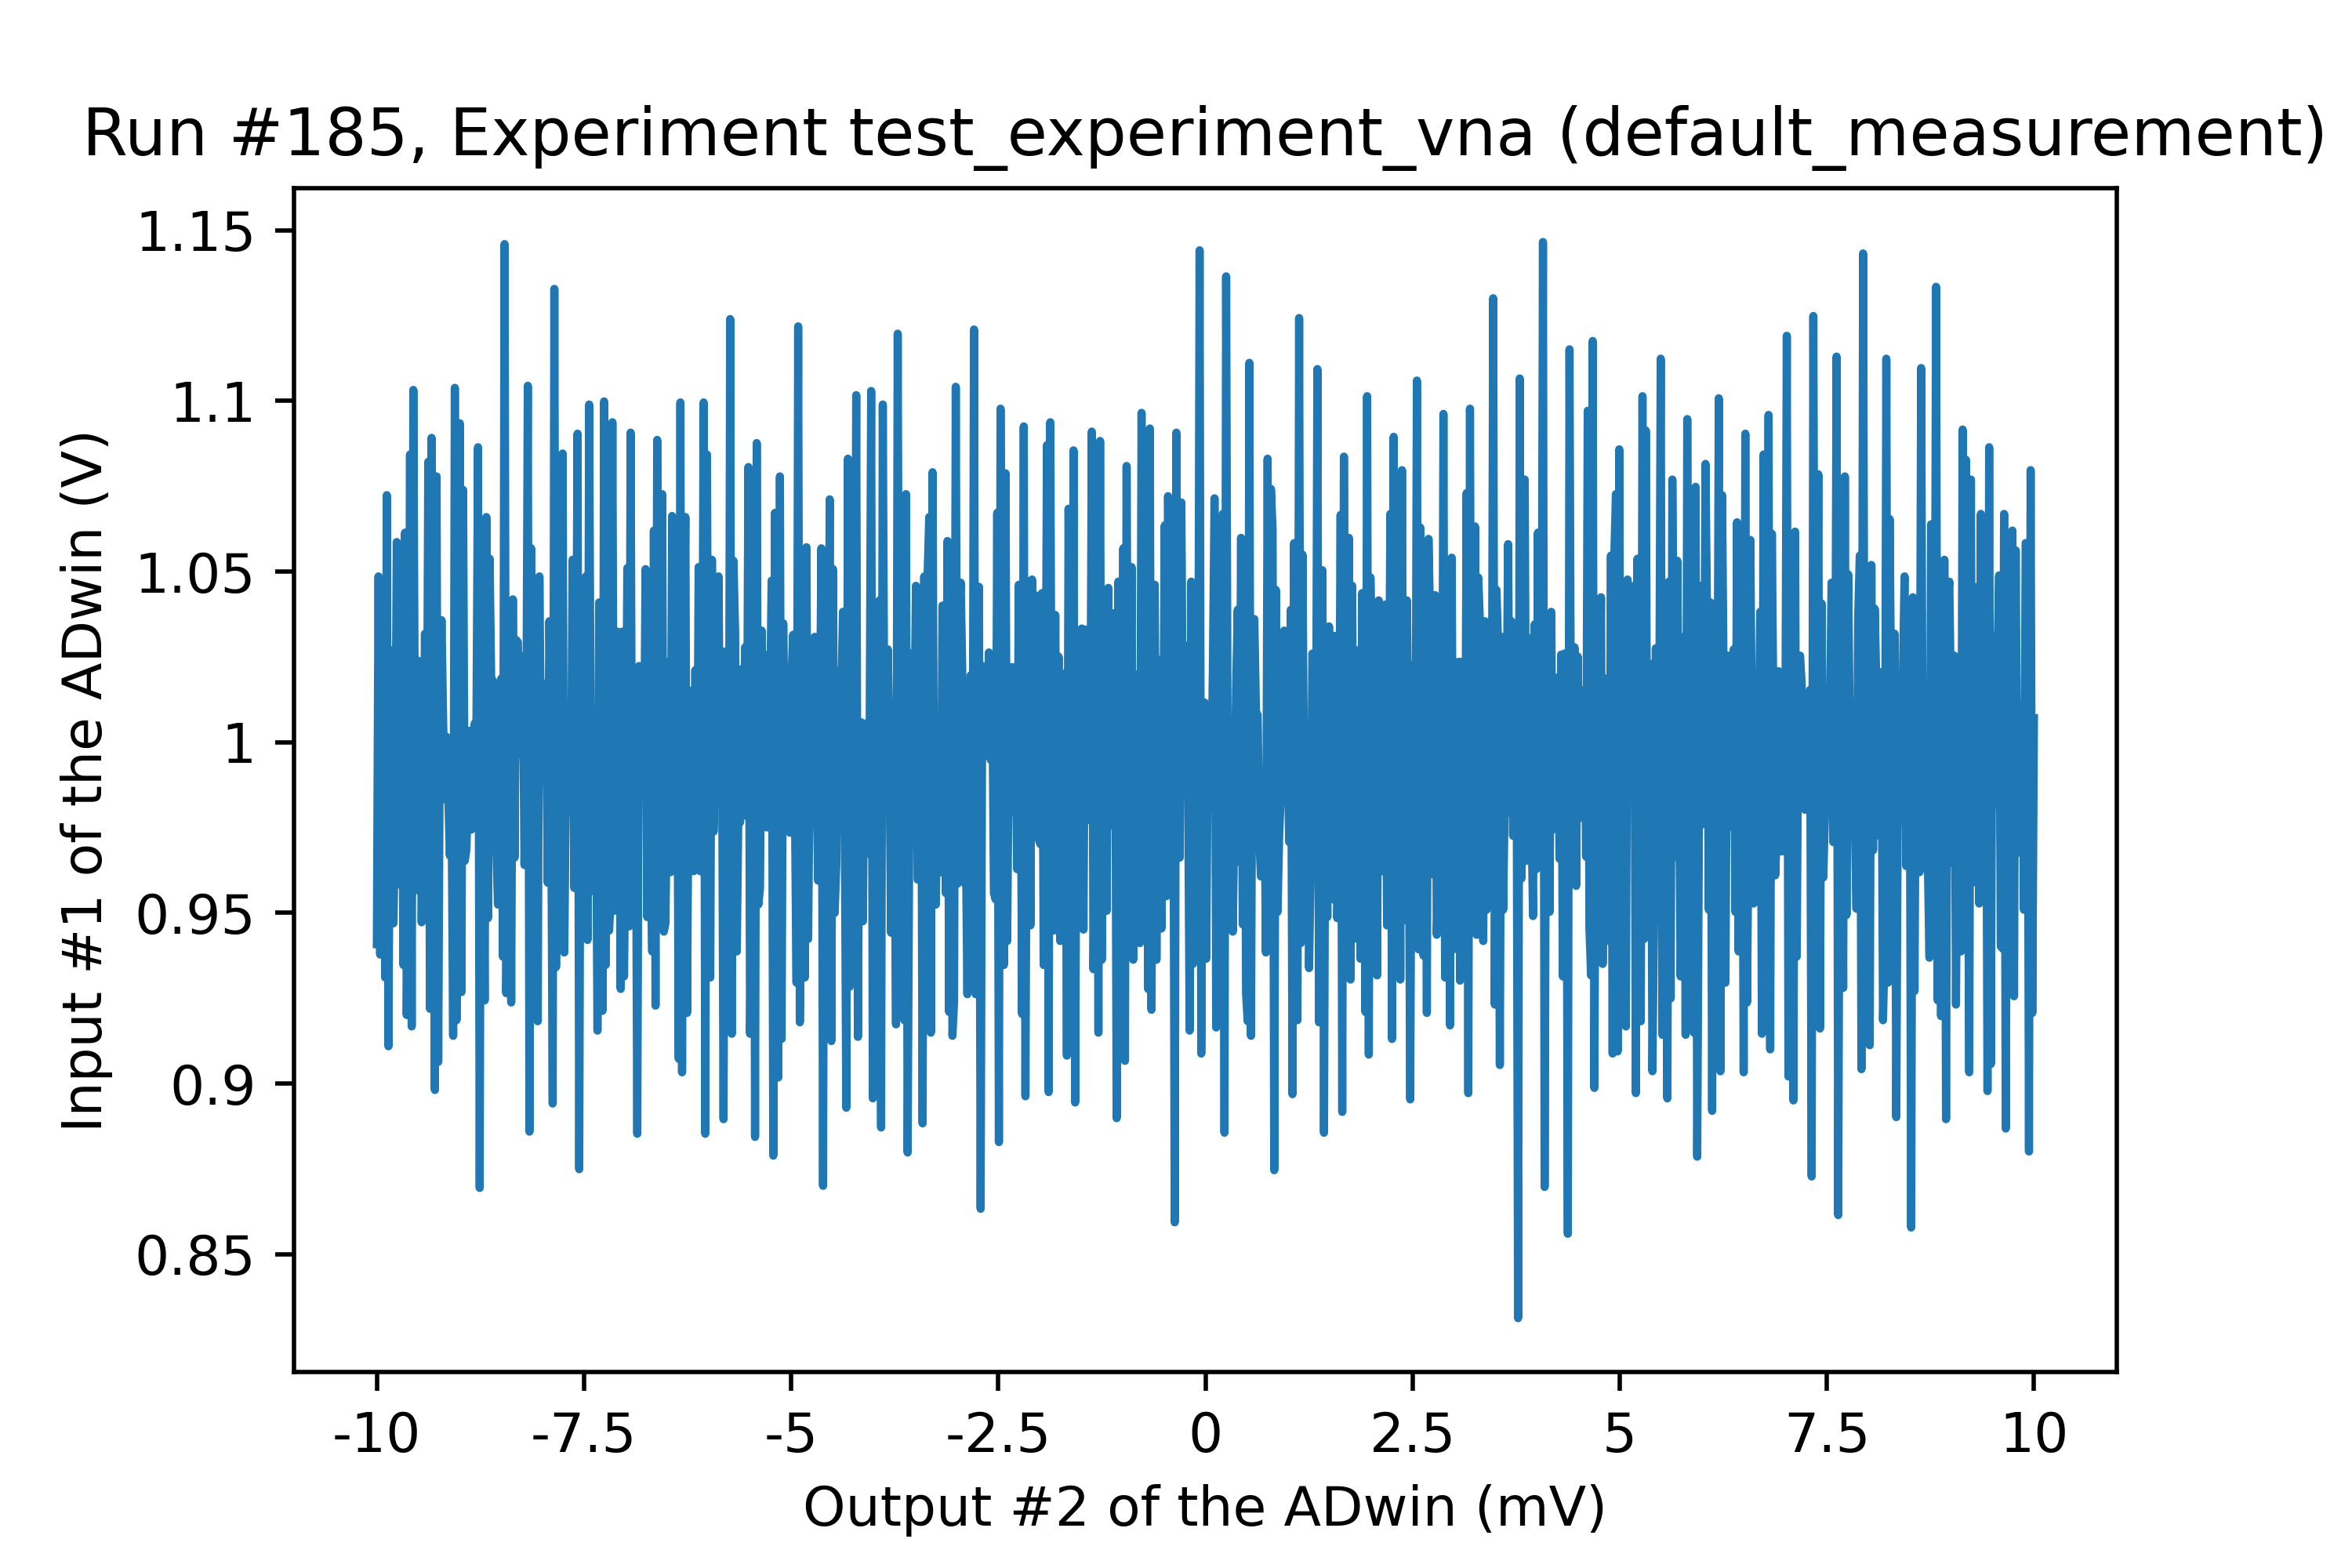 Run #185, Experiment test_experiment_vna (default_measurement)
1.15
1.1
1.05
1
0.95
0.9
0.85
Input #1 of the ADwin (V)
-10 -7.5 -5 -2.5 0 2.5 5 7.5 10
Output #2 of the ADwin (mV)